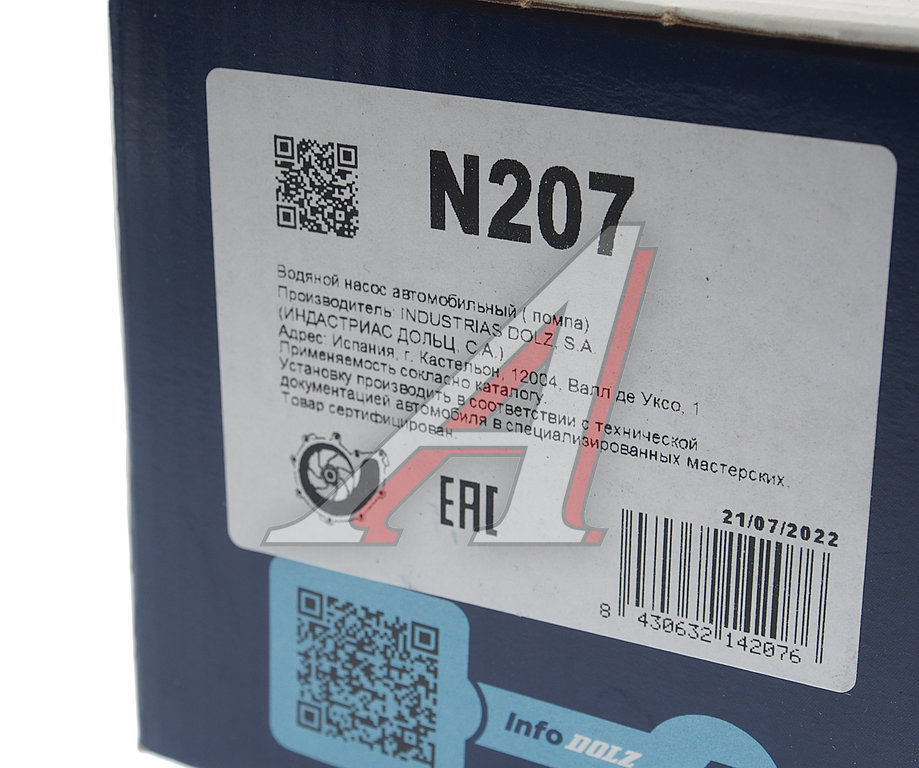 N207
Водяной насос автомобильный ( помпа)
Производитель: INDUSTRIAS DOLZ, S.A.
(ИНДАСТРИАС ДОЛЬЦ, С.А.)
Адрес: Испания, г. Кастельон, 12004, Валл де Уксо, 1
Применяемость согласно каталогу.
Установку производить в соответствии с технической
документацией автомобиля в специализированных мастерских.
Товар сертифицирован.
EAC
21/07/2022
8 430632 142076
Info DOLZ